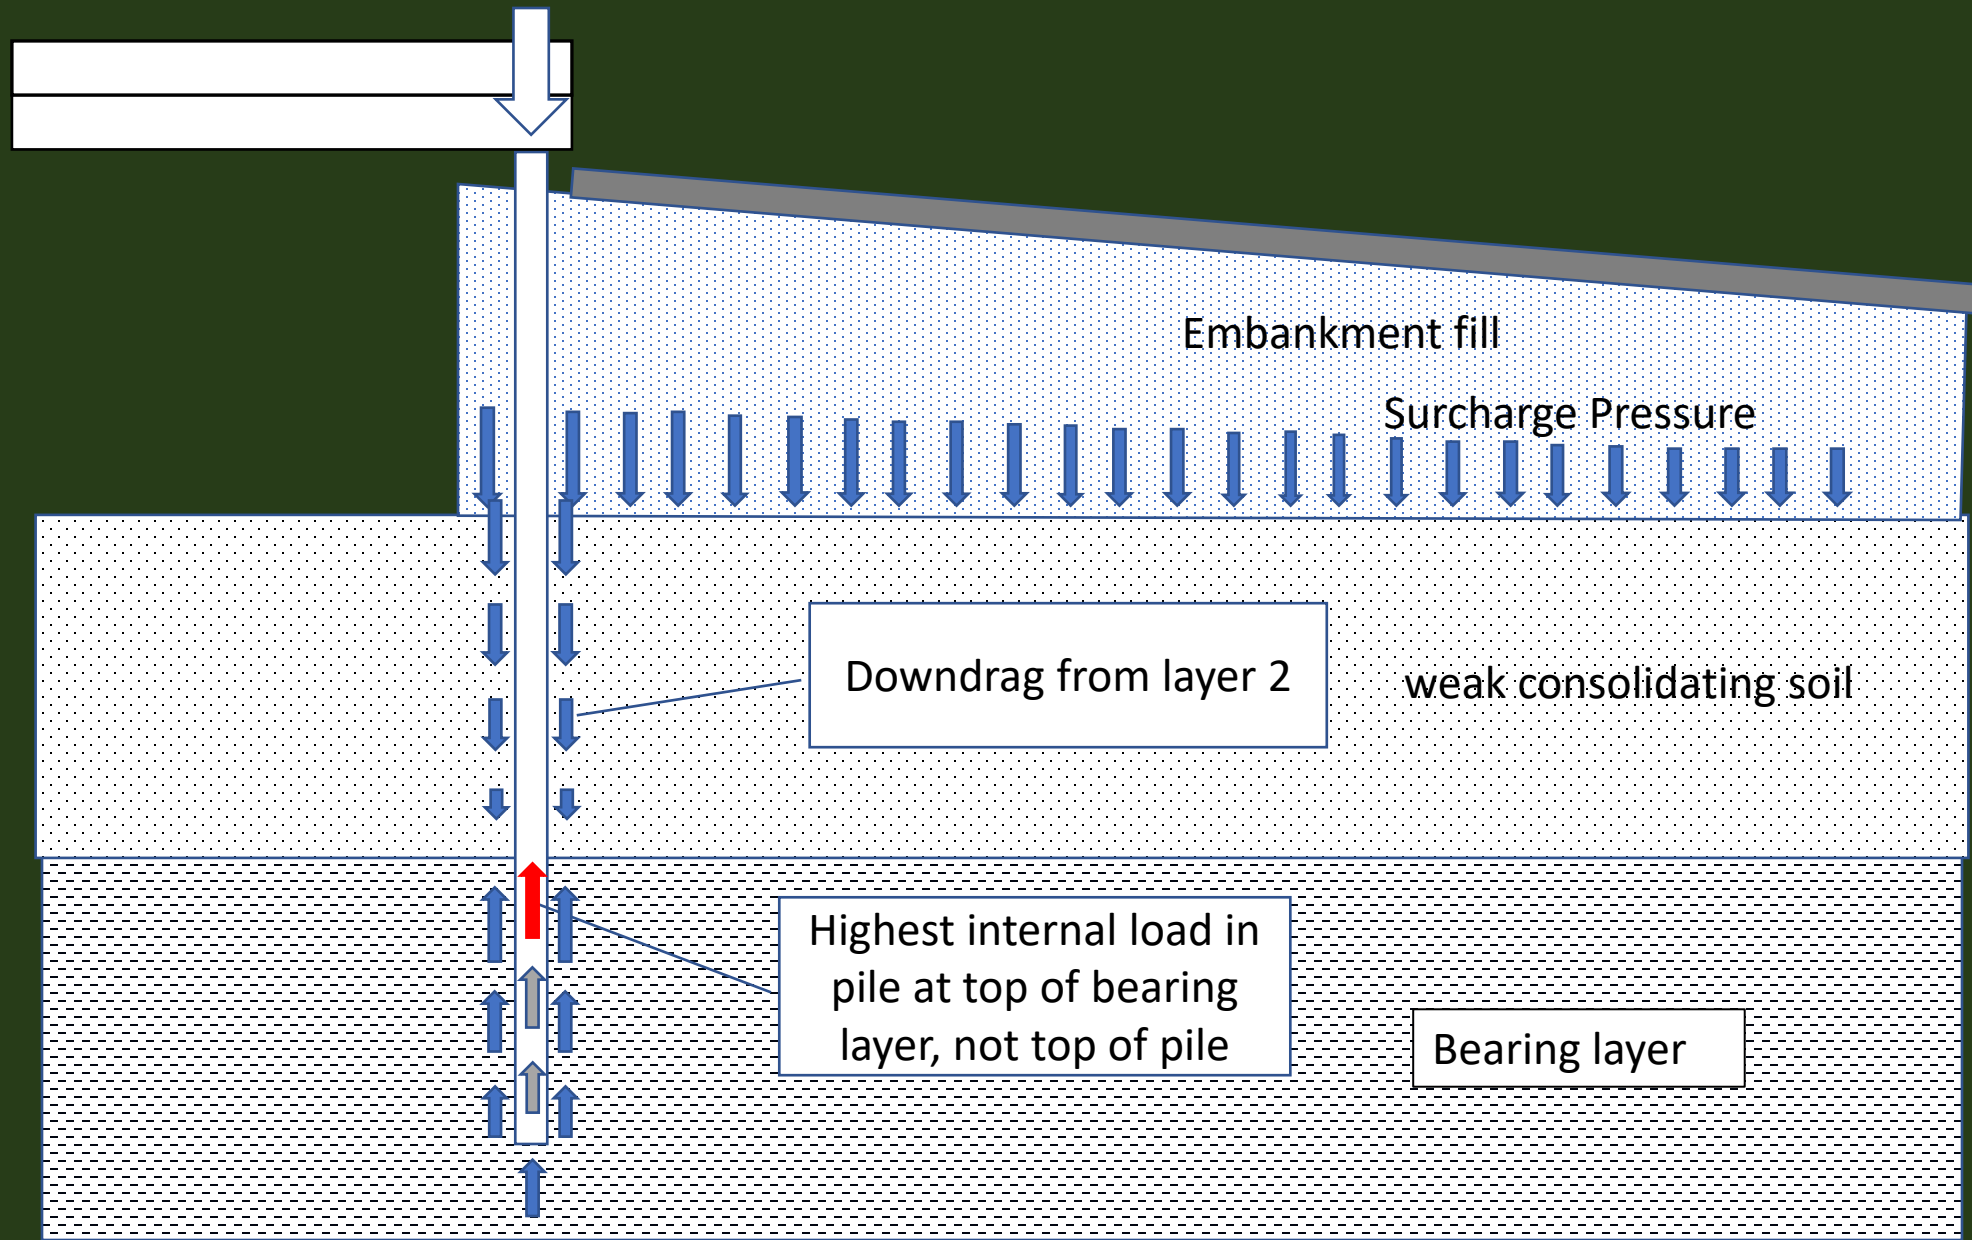 Embankment fill
Surcharge Pressure
Downdrag from layer 2
weak consolidating soil
Highest internal load in
pile at top of bearing
layer, not top of pile
Bearing layer